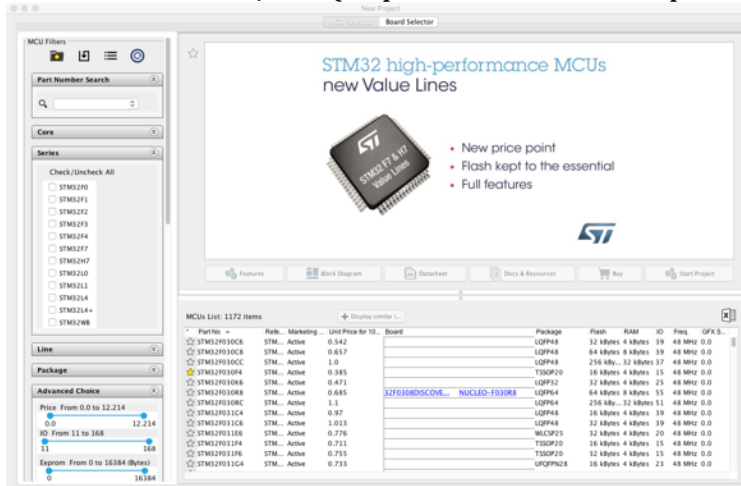 New Project
MCU Selector Board Selector
MCU Filters
Part Number Search
Core
Series
Check/Uncheck All
STM32F0
STM32F1
STM32F2
STM32F3
STM32F4
STM32F7
STM32H7
STM32L0
STM32L1
STM32L4
STM32L4+
STM32WB
Line
Package
Advanced Choice
Price From 0.0 to 12.214
0.0 12.214
IO From 11 to 168
11 168
Eeprom From 0 to 16384 (Bytes)
0 16384
STM32 high-performance MCUs
new Value Lines
STM32 F7 & H7
Value Lines
• New price point
• Flash kept to the essential
• Full features
Features Block Diagram Datasheet Docs & Resources Buy Start Project
MCUs List: 1172 items + Display similar i...
* Part No Refe... Marketing ... Unit Price for 10... Board Package Flash RAM IO Freq. GFX S...
STM32F030C6 STM... Active 0.542 LQFP48 32 kBytes 4 kBytes 39 48 MHz 0.0
STM32F030C8 STM... Active 0.657 LQFP48 64 kBytes 8 kBytes 39 48 MHz 0.0
STM32F030CC STM... Active 1.0 LQFP48 256 kBy... 32 kBytes 37 48 MHz 0.0
STM32F030F4 STM... Active 0.385 TSSOP20 16 kBytes 4 kBytes 15 48 MHz 0.0
STM32F030K6 STM... Active 0.471 LQFP32 32 kBytes 4 kBytes 25 48 MHz 0.0
STM32F030R8 STM... Active 0.685 32F0308DISCOVE... NUCLEO-F030R8 LQFP64 64 kBytes 8 kBytes 55 48 MHz 0.0
STM... Active 1.1 LQFP64 256 kBy... 32 kBytes 51 48 MHz 0.0
STM32F031C4 STM... Active 0.97 LQFP48 16 kBytes 4 kBytes 39 48 MHz 0.0
STM32F031C6 STM... Active 1.013 LQFP48 32 kBytes 4 kBytes 39 48 MHz 0.0
STM32F031E6 STM... Active 0.776 WLCSP25 32 kBytes 4 kBytes 20 48 MHz 0.0
STM32F031F4 STM... Active 0.711 TSSOP20 16 kBytes 4 kBytes 15 48 MHz 0.0
STM32F031F6 STM... Active 0.755 TSSOP20 32 kBytes 4 kBytes 15 48 MHz 0.0
STM32F031G4 STM... Active 0.733 UFQFPN28 16 kBytes 4 kBytes 23 48 MHz 0.0